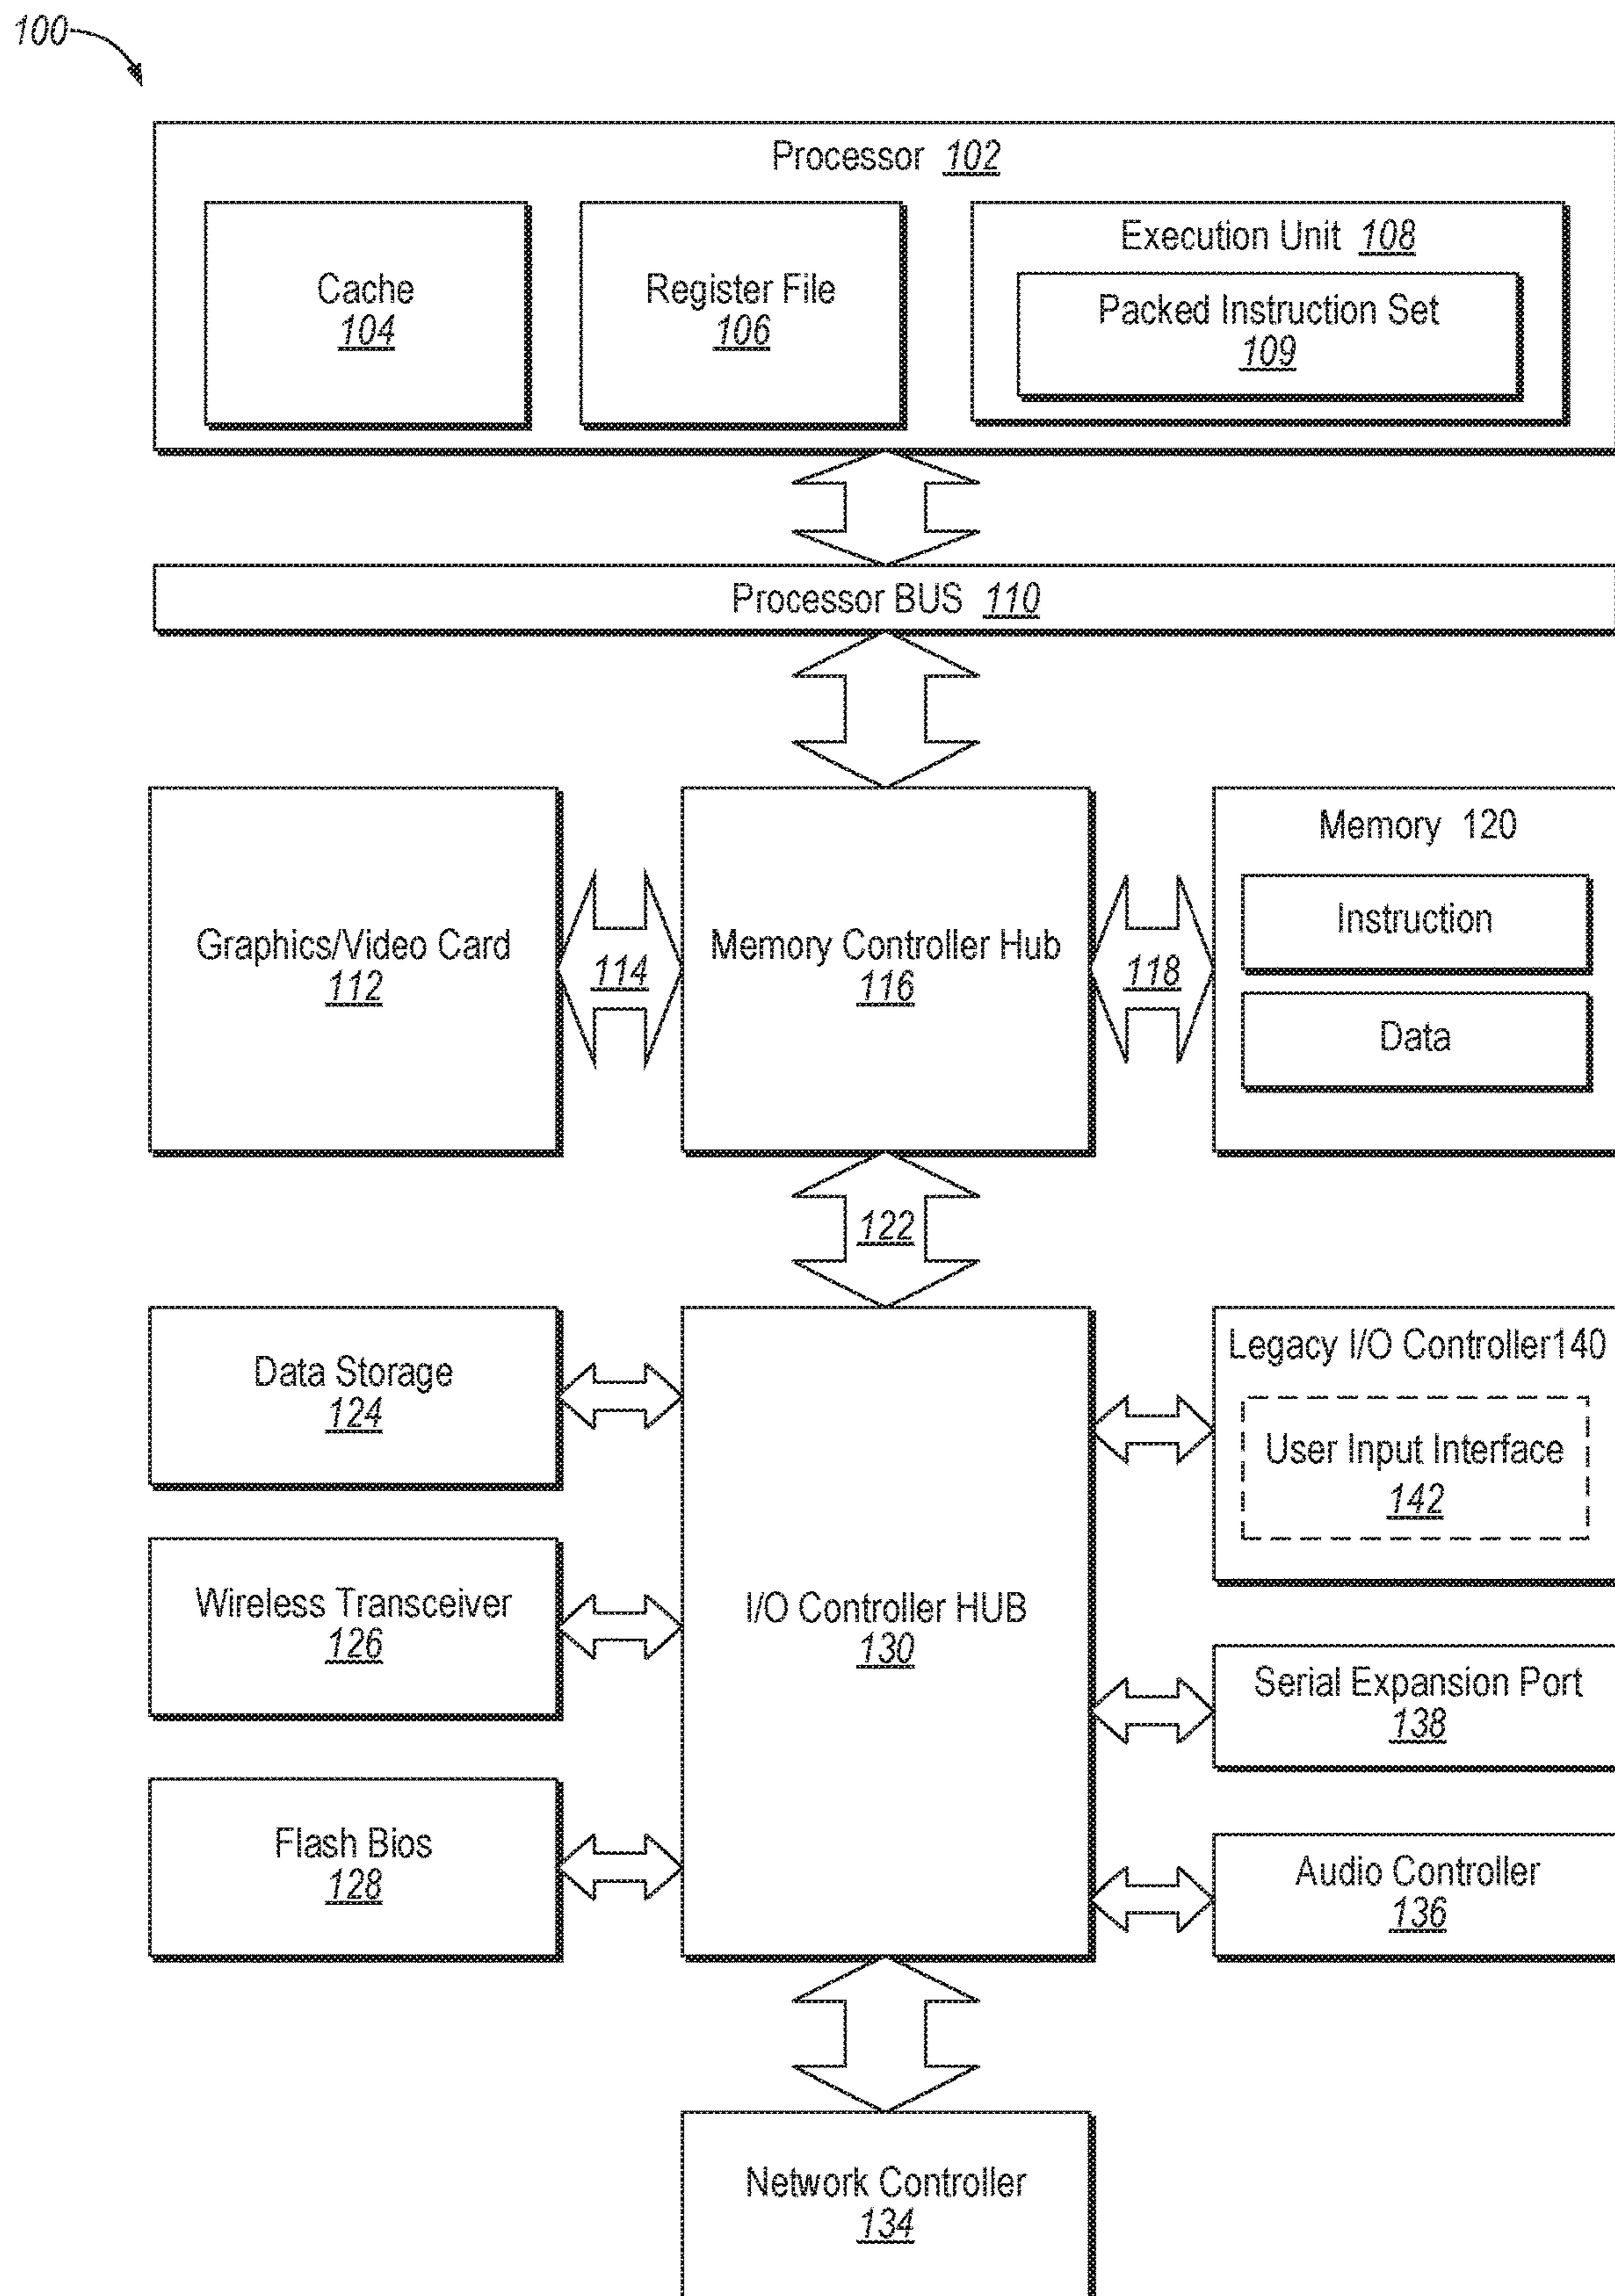 100
Processor 102
Cache
104
Register File
106
Execution Unit 108
Packed Instruction Set
109
Processor BUS 110
Graphics/Video Card
112
114
Memory Controller Hub
116
118
Memory 120
Instruction
Data
122
Data Storage
124
Wireless Transceiver
126
Flash Bios
128
I/O Controller HUB
130
Legacy I/O Controller140
User Input Interface
142
Serial Expansion Port
138
Audio Controller
136
Network Controller
134